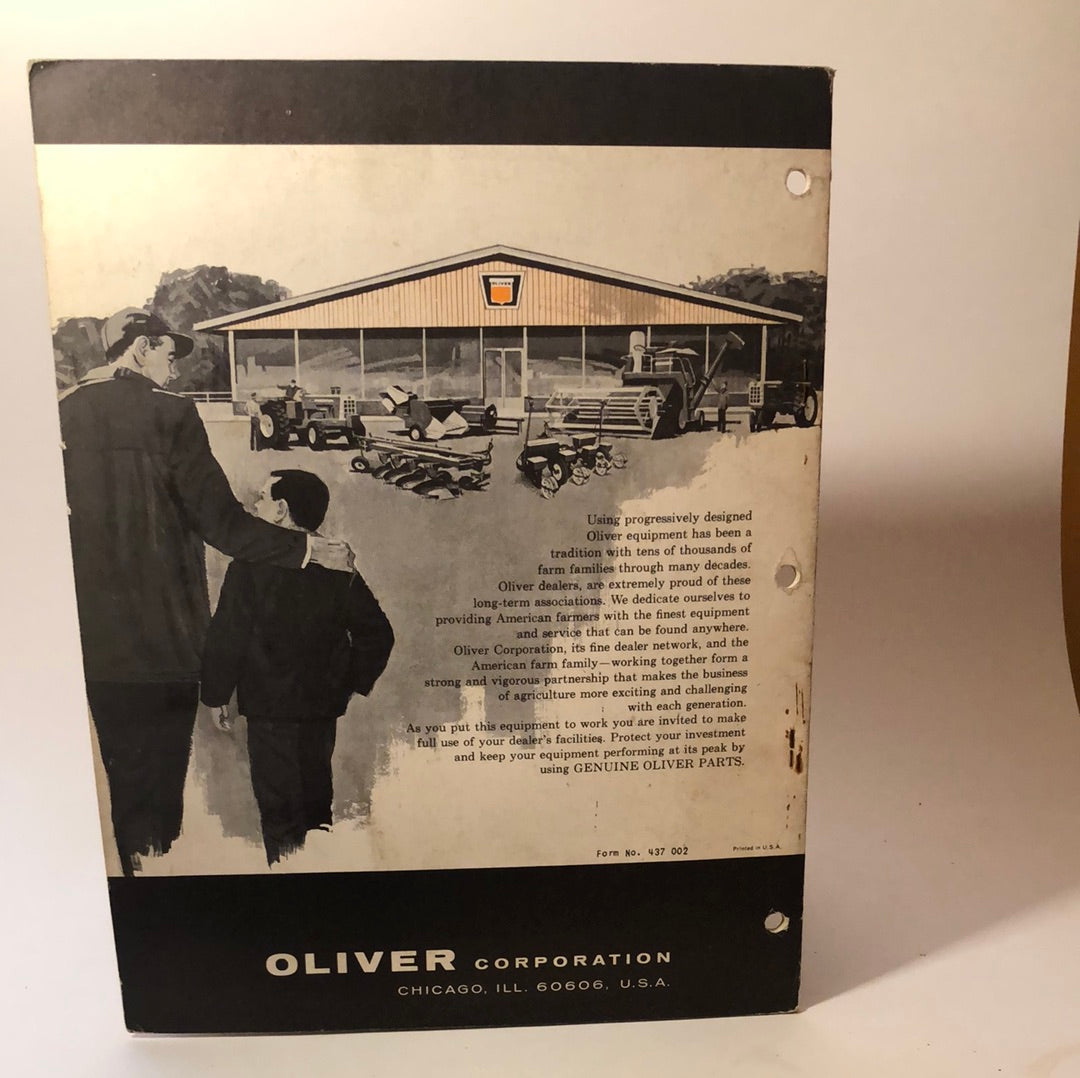 OLIVER
Using progressively designed
Oliver equipment has been a
tradition with tens of thousands of
farm families through many decades.
Oliver dealers, are extremely proud of these
long-term associations. We dedicate ourselves to
providing American farmers with the finest equipment
and service that can be found anywhere.
Oliver Corporation, its fine dealer network, and the
American farm family—working together form a
strong and vigorous partnership that makes the business
of agriculture more exciting and challenging
with each generation.
As you put this equipment to work you are invited to make
full use of your dealer's facilities. Protect your investment
and keep your equipment performing at its peak by
using GENUINE OLIVER PARTS.
Form No. 437 002
Printed in U.S.A.
OLIVER CORPORATION
CHICAGO, ILL. 60606, U.S.A.